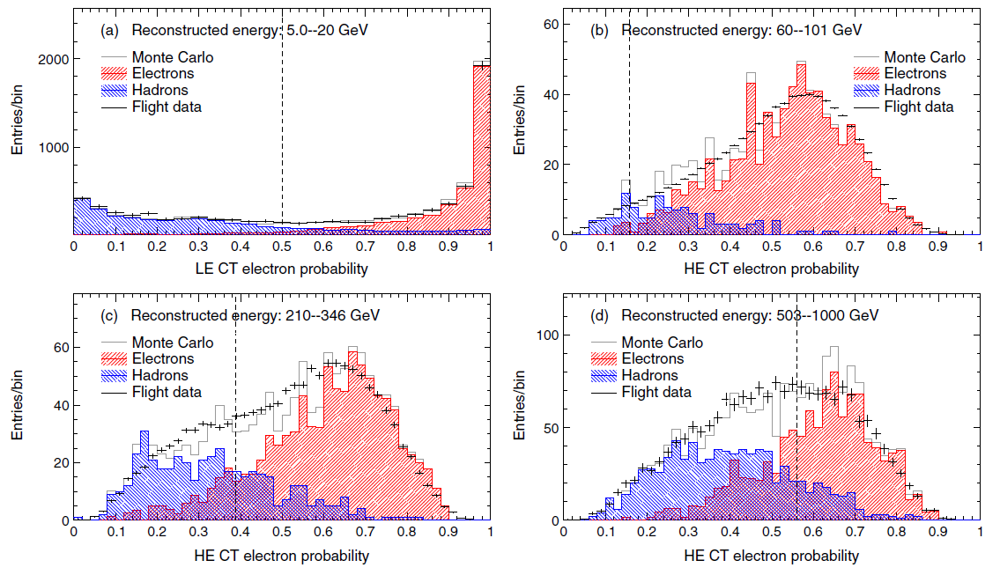 (a) Reconstructed energy: 5.0--20 GeV
Monte Carlo
Electrons
Hadrons
Flight data
Entries/bin
2000
1000
0
0 0.1 0.2 0.3 0.4 0.5 0.6 0.7 0.8 0.9 1
LE CT electron probability
(b) Reconstructed energy: 60--101 GeV
Monte Carlo
Electrons
Hadrons
Flight data
Entries/bin
60
40
20
0
0 0.1 0.2 0.3 0.4 0.5 0.6 0.7 0.8 0.9 1
HE CT electron probability
(c) Reconstructed energy: 210--346 GeV
Monte Carlo
Electrons
Hadrons
Flight data
Entries/bin
60
40
20
0
0 0.1 0.2 0.3 0.4 0.5 0.6 0.7 0.8 0.9 1
HE CT electron probability
(d) Reconstructed energy: 503--1000 GeV
Monte Carlo
Electrons
Hadrons
Flight data
Entries/bin
100
50
0
0 0.1 0.2 0.3 0.4 0.5 0.6 0.7 0.8 0.9 1
HE CT electron probability